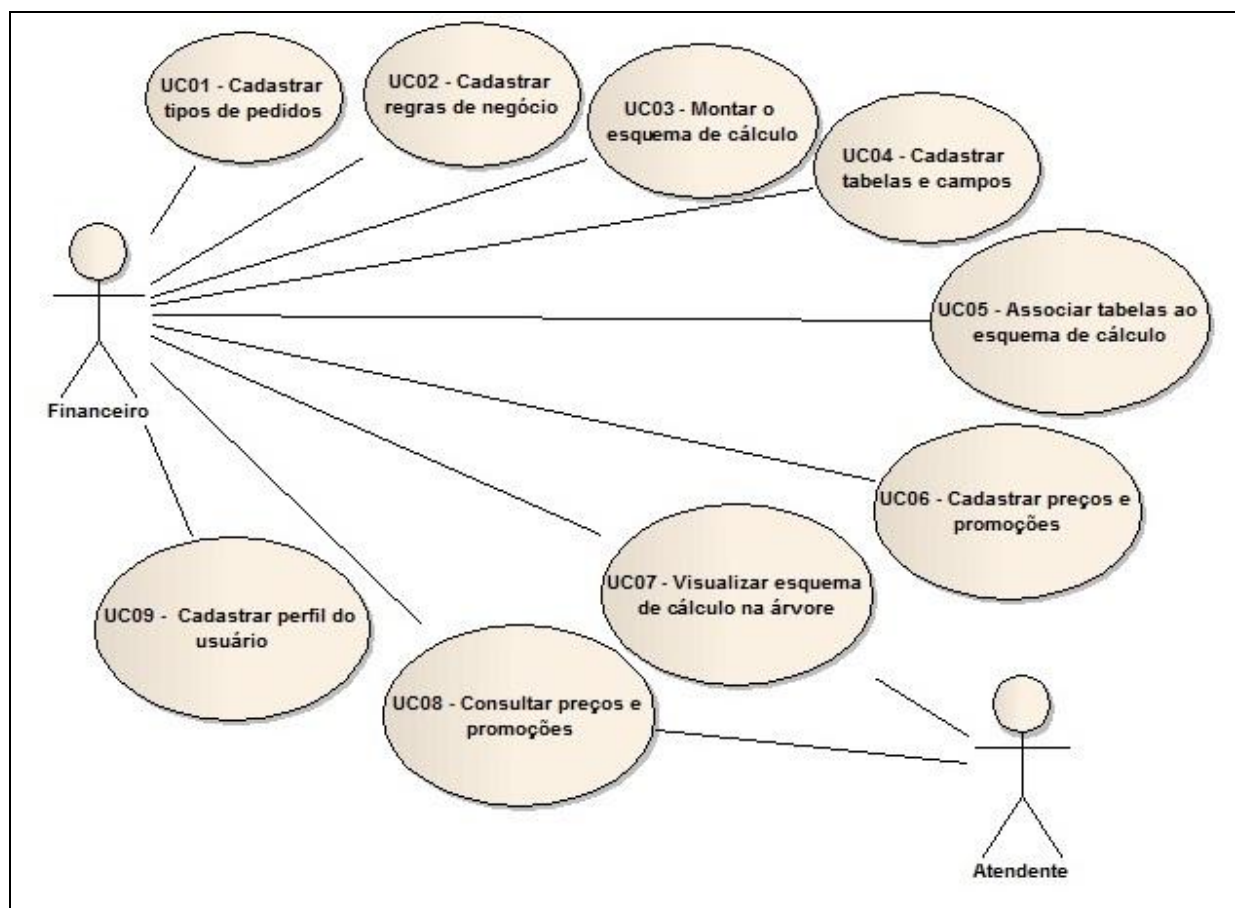 UC01 - Cadastrar
tipos de pedidos
UC02 - Cadastrar
regras de negócio
UC03 - Montar o
esquema de cálculo
UC04 - Cadastrar
tabelas e campos
UC05 - Associar tabelas ao
esquema de cálculo
Financeiro
UC06 - Cadastrar preços e
promoções
UC07 - Visualizar esquema
de cálculo na árvore
UC09 - Cadastrar perfil do
usuário
UC08 - Consultar preços e
promoções
Atendente